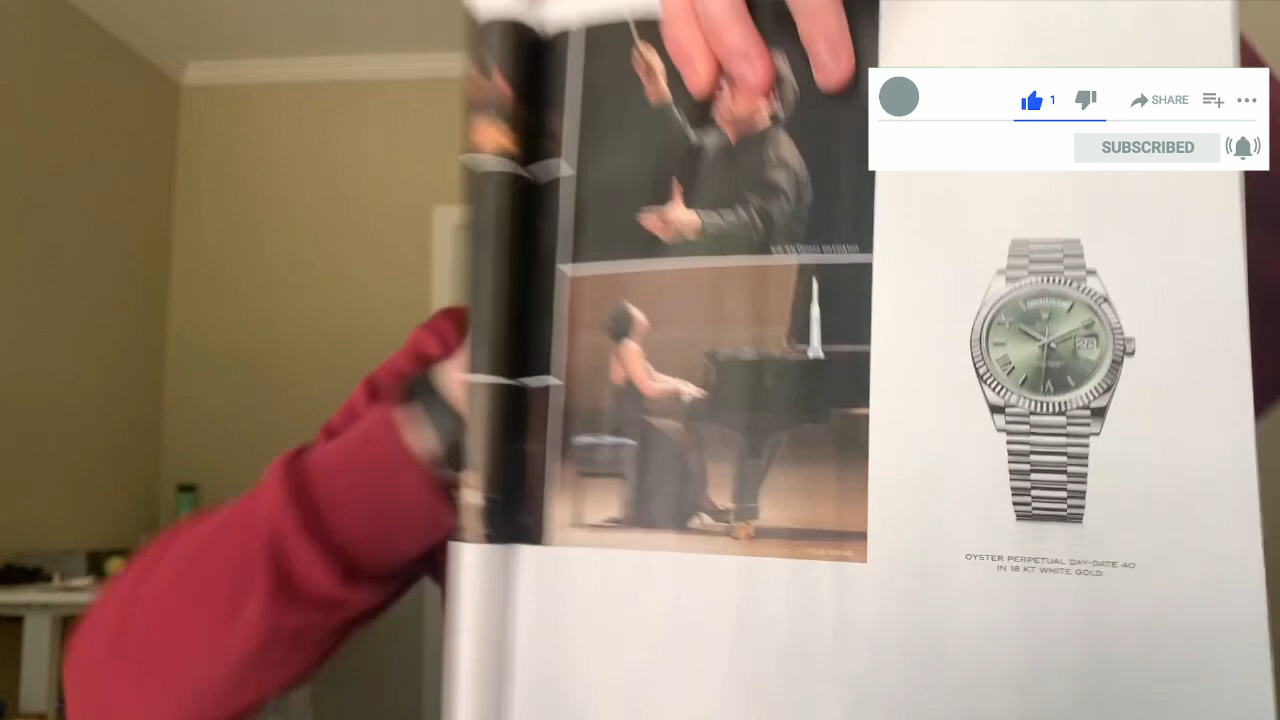 1
SHARE
SUBSCRIBED
OYSTER PERPETUAL DAY-DATE 40
IN 18 KT WHITE GOLD